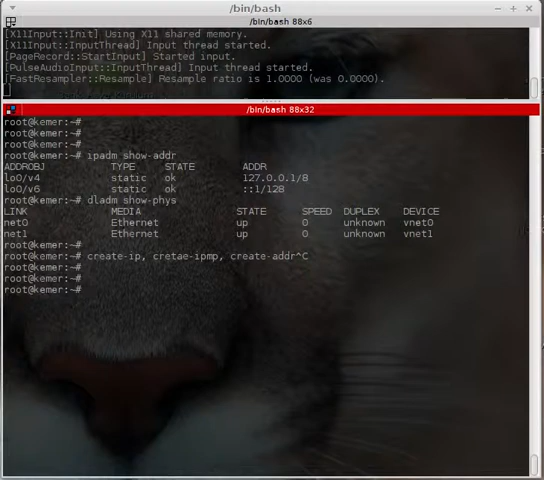 /bin/bash
/bin/bash 88x6
[X11Input::Init] Using X11 shared memory.
[X11Input::InputThread] Input thread started.
[PageRecord::StartInput] Started input.
[PulseAudioInput::InputThread] Input thread started.
[FastResampler::Resample] Resample ratio is 1.0000 (was 0.0000).
/bin/bash 88x32
root@kemer:~#
root@kemer:~#
root@kemer:~#
root@kemer:~# ipadm show-addr
ADDROBJ TYPE STATE ADDR
lo0/v4 static ok 127.0.0.1/8
lo0/v6 static ok ::1/128
root@kemer:~# dladm show-phys
LINK MEDIA STATE SPEED DUPLEX DEVICE
net0 Ethernet up 0 unknown vnet0
net1 Ethernet up 0 unknown vnet1
root@kemer:~#
root@kemer:~# create-ip, cretae-ipmp, create-addr^C
root@kemer:~#
root@kemer:~#
root@kemer:~#